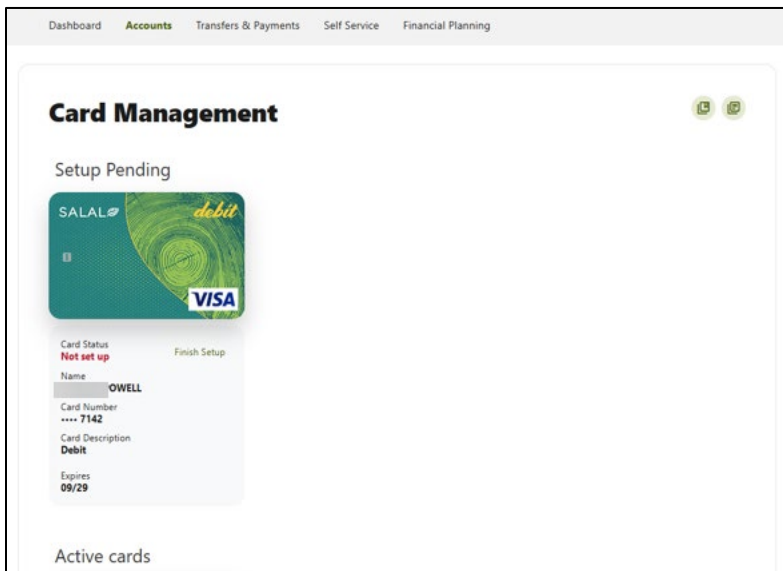 Dashboard Accounts Transfers & Payments Self Service Financial Planning
Card Management
Setup Pending
SALAL debit
VISA
Card Status
Not set up Finish Setup
Name
OWELL
Card Number
•••• 7142
Card Description
Debit
Expires
09/29
Active cards